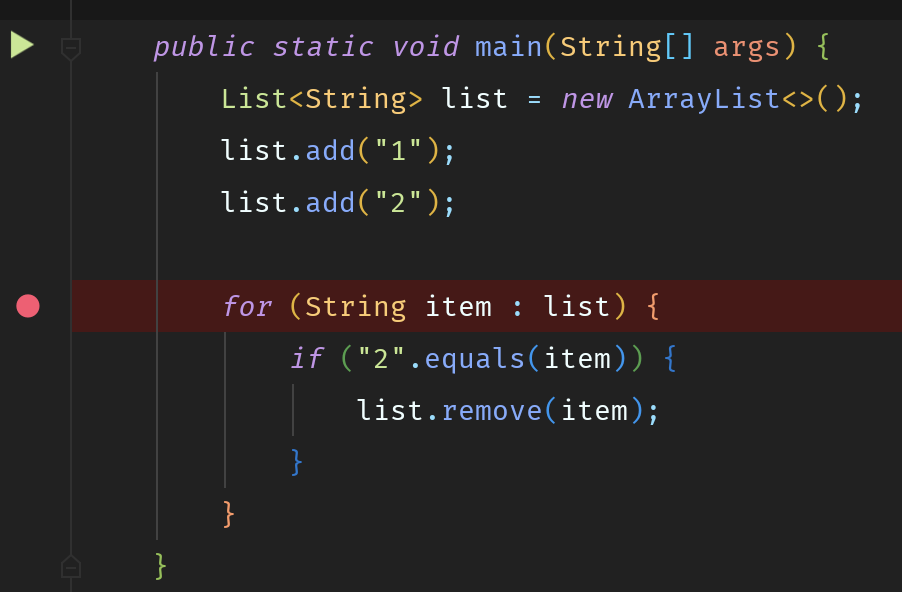 public static void main(String[] args) {
List<String> list = new ArrayList<>();
list.add("1");
list.add("2");
for (String item : list) {
if ("2".equals(item)) {
list.remove(item);
}
}
}